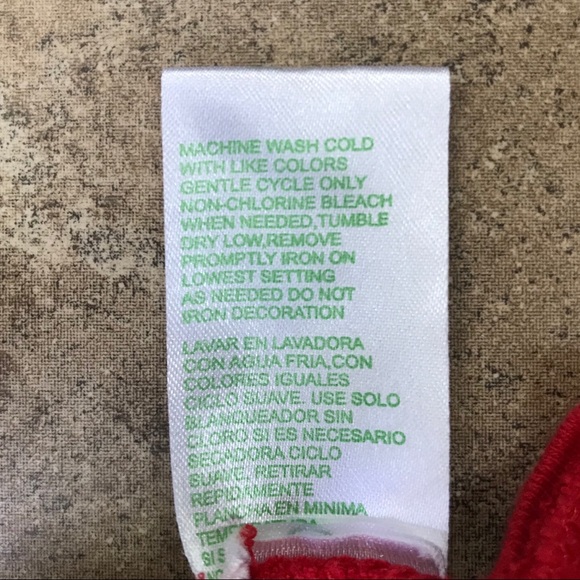 MACHINE WASH COLD
WITH LIKE COLORS
GENTLE CYCLE ONLY
NON-CHLORINE BLEACH
WHEN NEEDED,TUMBLE
DRY LOW,REMOVE
PROMPTLY IRON ON
LOWEST SETTING
AS NEEDED DO NOT
IRON DECORATION
LAVAR EN LAVADORA
CON AGUA FRIA,CON
COLORES IGUALES
CICLO SUAVE. USE SOLO
BLANQUEADOR SIN
CLORO SI ES NECESARIO
SECADORA CICLO
SUAVE. RETIRAR
REPIDAMENTE
PLANCHA EN MINIMA
SI